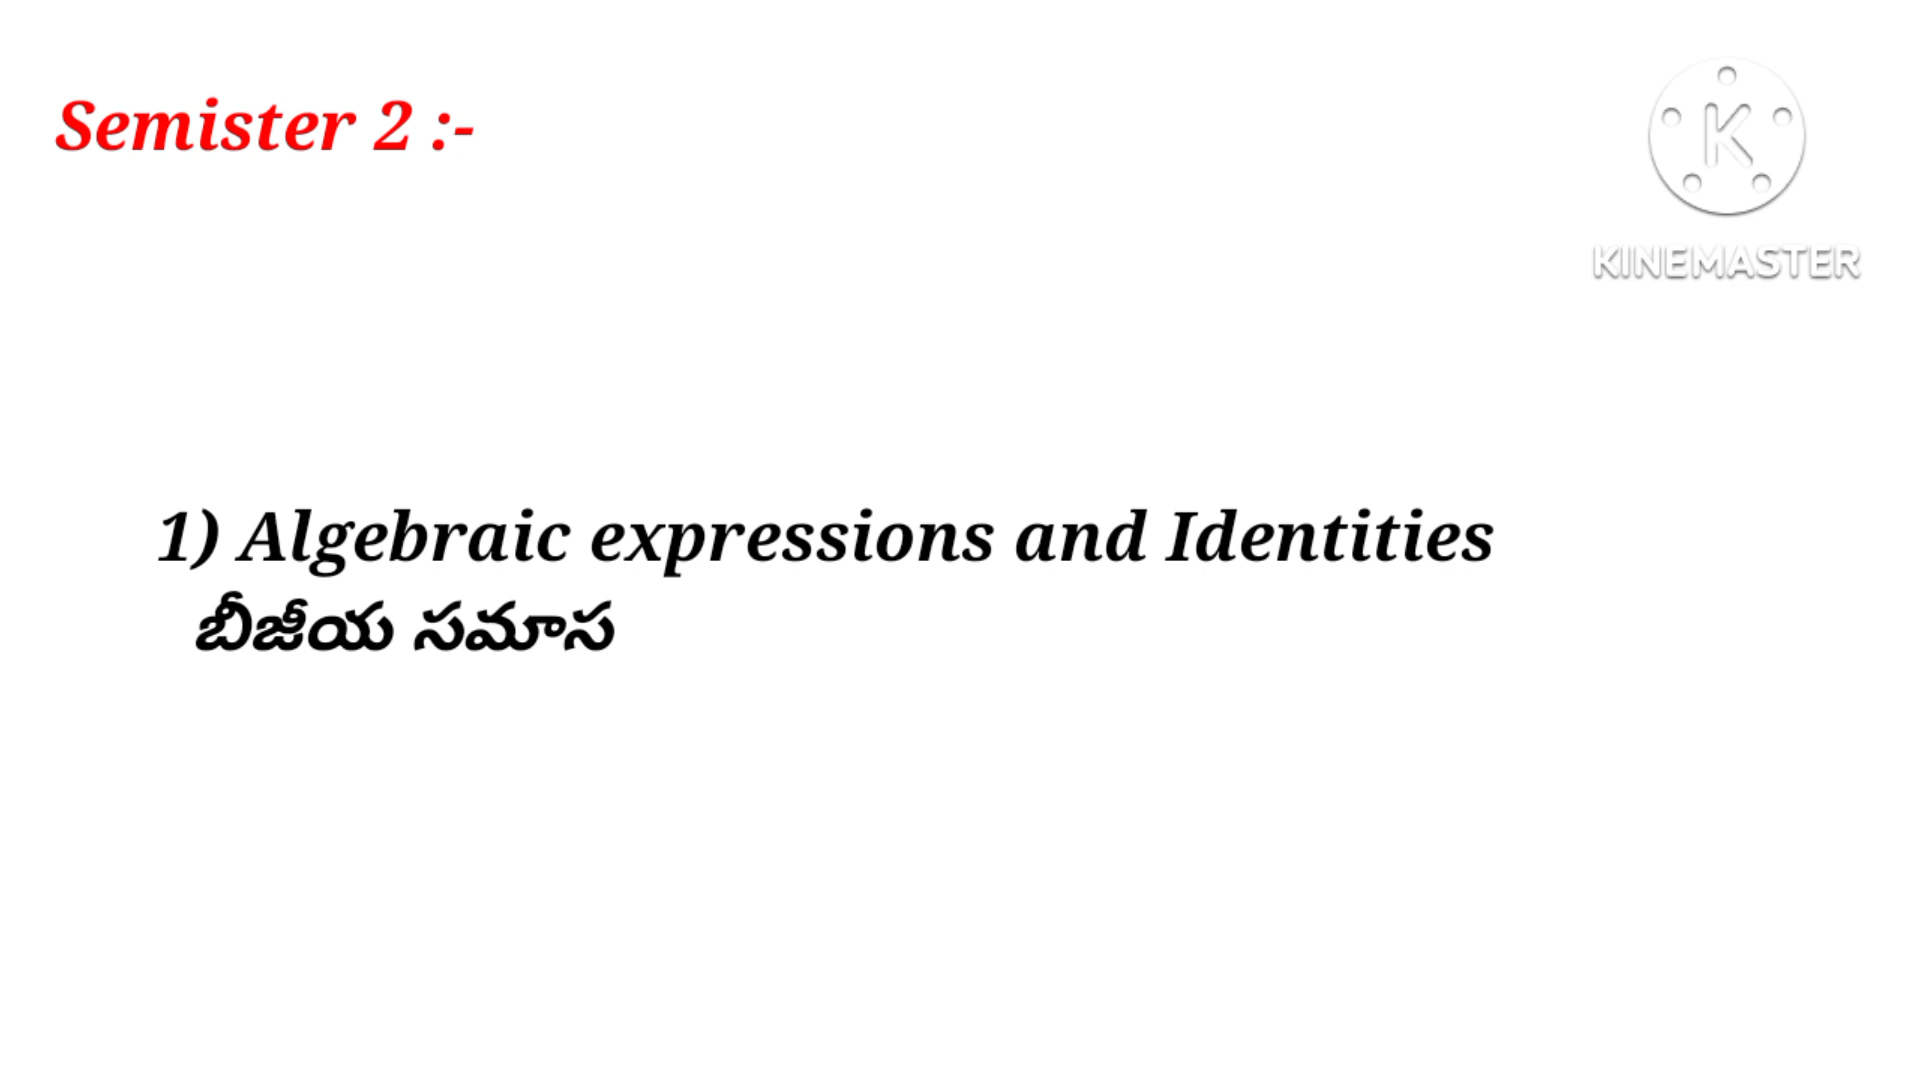 Semister 2 :-
KINEMASTER
1) Algebraic expressions and Identities
బీజీయ సమాస